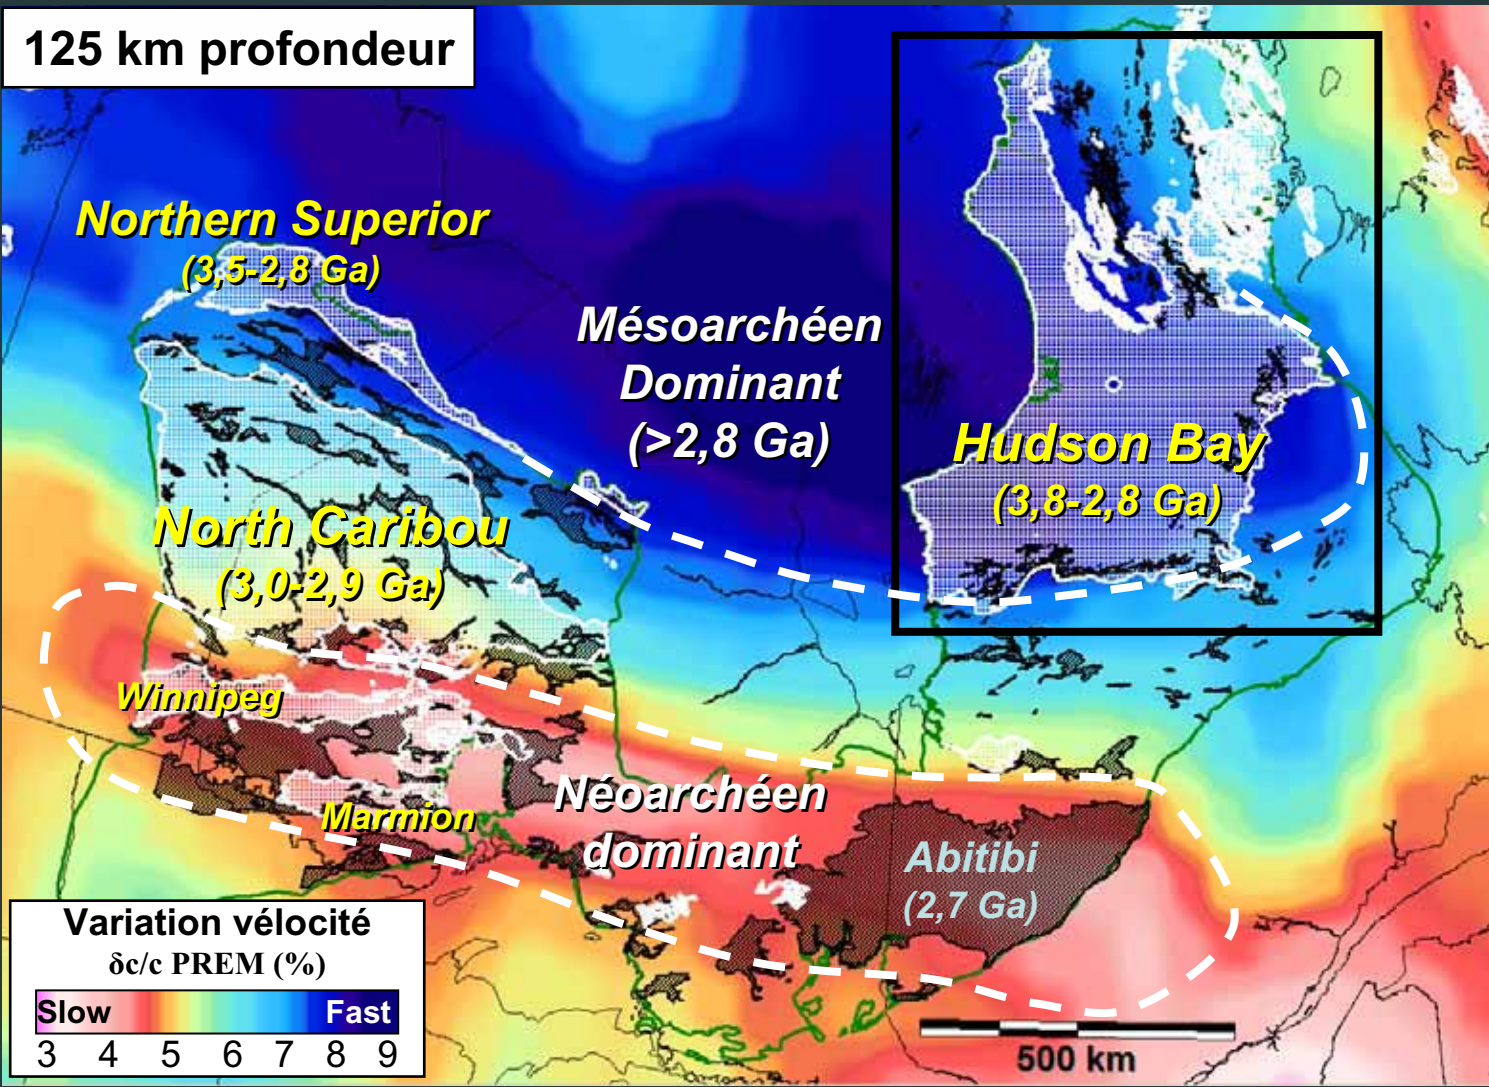 125 km profondeur
Northern Superior
(3,5-2,8 Ga)
Mésoarchéen
Dominant
(>2,8 Ga)
Hudson Bay
(3,8-2,8 Ga)
North Caribou
(3,0-2,9 Ga)
Winnipeg
Marmion
Néoarchéen
dominant
Abitibi
(2,7 Ga)
Variation vélocité
δc/c PREM (%)
Slow Fast
3 4 5 6 7 8 9
500 km